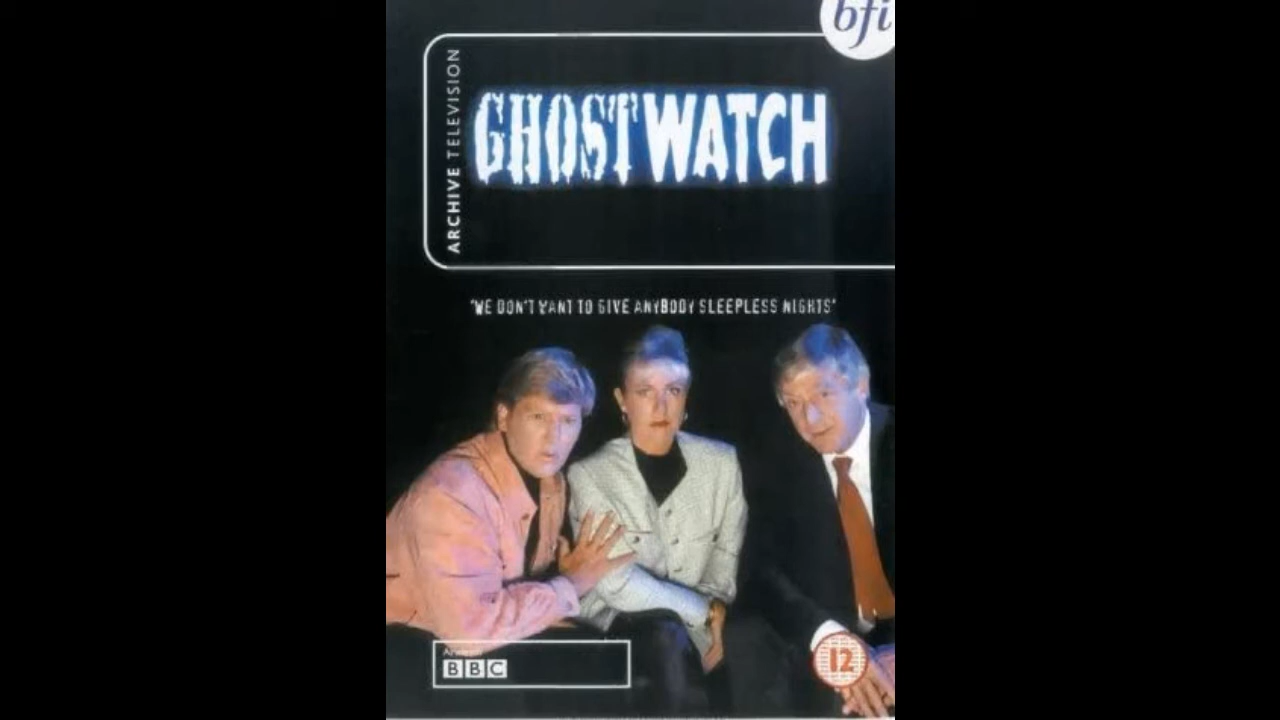 bfi
ARCHIVE TELEVISION
GHOSTWATCH
'WE DON'T WANT TO GIVE ANYBODY SLEEPLESS NIGHTS'
BBC
12